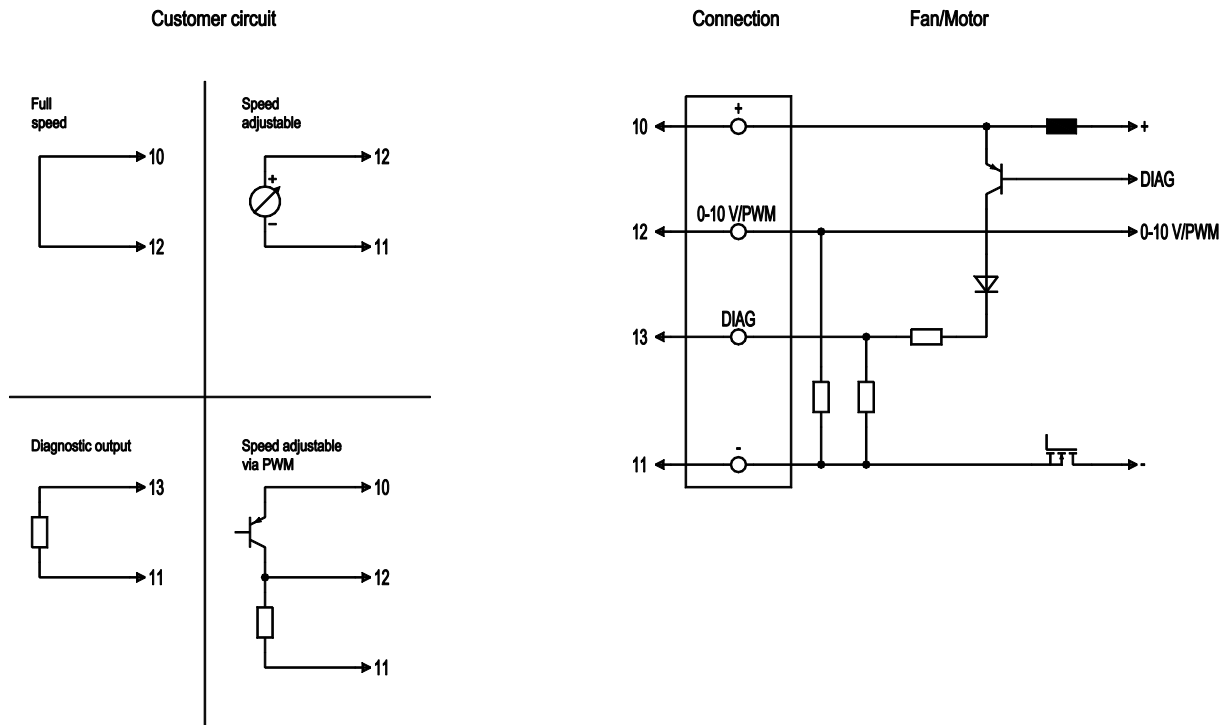 Customer circuit
Connection
Fan/Motor
Full
speed
10
12
Speed
adjustable
12
+
-
11
Diagnostic output
13
11
Speed adjustable
via PWM
10
12
11
10
+
+
DIAG
12
0-10 V/PWM
0-10 V/PWM
13
DIAG
11
-
-